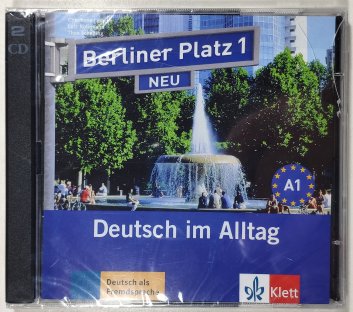 2
CD
Berliner Platz 1
NEU
A1
Deutsch im Alltag
Deutsch als
Fremdsprache
Klett